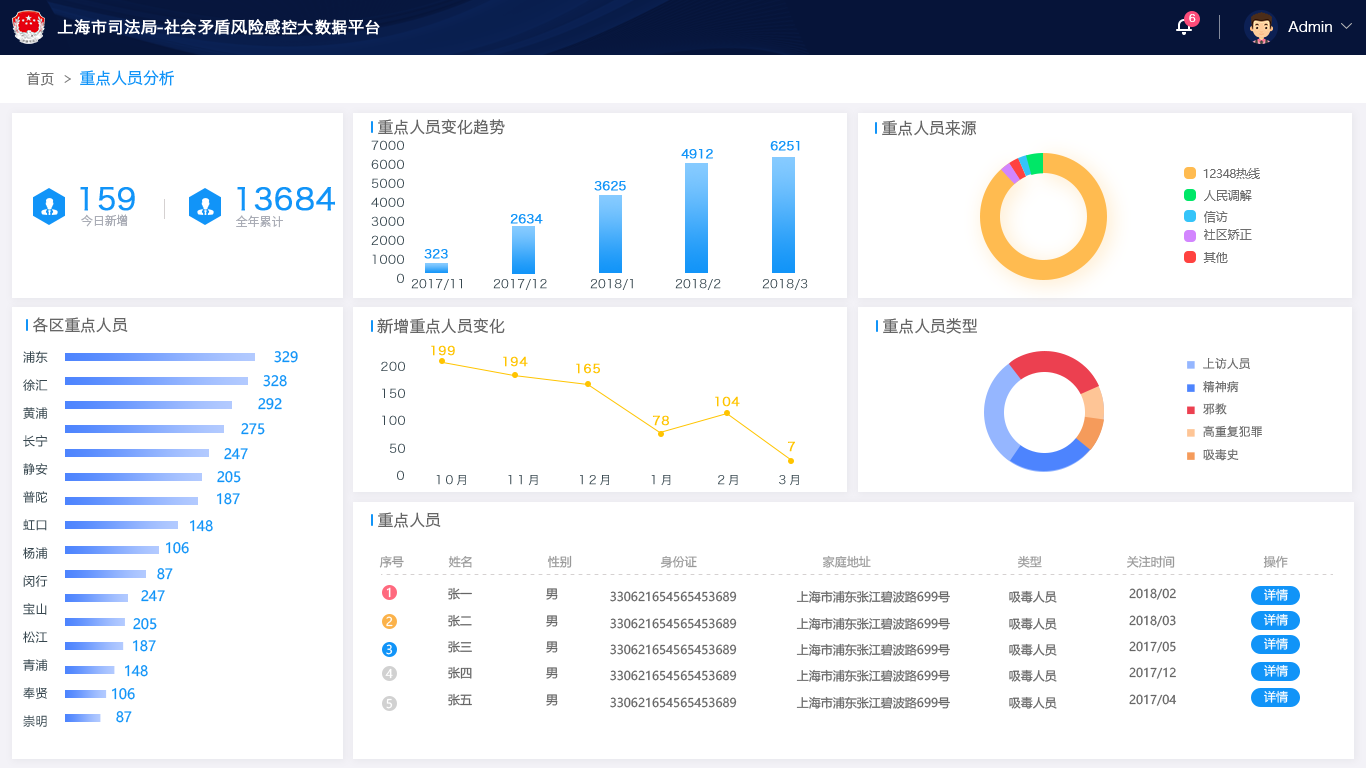 上海市司法局-社会矛盾风险感控大数据平台
6
Admin
首页 > 重点人员分析
159
今日新增
13684
全年累计
重点人员变化趋势
7000
6000
5000
4000
3000
2000
1000
0
323
2634
3625
4912
6251
2017/11 2017/12 2018/1 2018/2 2018/3
重点人员来源
12348热线
人民调解
信访
社区矫正
其他
各区重点人员
浦东 329
徐汇 328
黄浦 292
长宁 275
静安 247
普陀 205
虹口 187
杨浦 148
闵行 106
宝山 87
松江 247
青浦 205
奉贤 187
崇明 148
106
87
新增重点人员变化
200
150
100
50
0
199
194
165
78
104
7
10月 11月 12月 1月 2月 3月
重点人员类型
上访人员
精神病
邪教
高重复犯罪
吸毒史
重点人员
序号 姓名 性别 身份证 家庭地址 类型 关注时间 操作
1 张一 男 330621654565453689 上海市浦东张江碧波路699号 吸毒人员 2018/02 详情
2 张二 男 330621654565453689 上海市浦东张江碧波路699号 吸毒人员 2018/03 详情
3 张三 男 330621654565453689 上海市浦东张江碧波路699号 吸毒人员 2017/05 详情
4 张四 男 330621654565453689 上海市浦东张江碧波路699号 吸毒人员 2017/12 详情
5 张五 男 330621654565453689 上海市浦东张江碧波路699号 吸毒人员 2017/04 详情